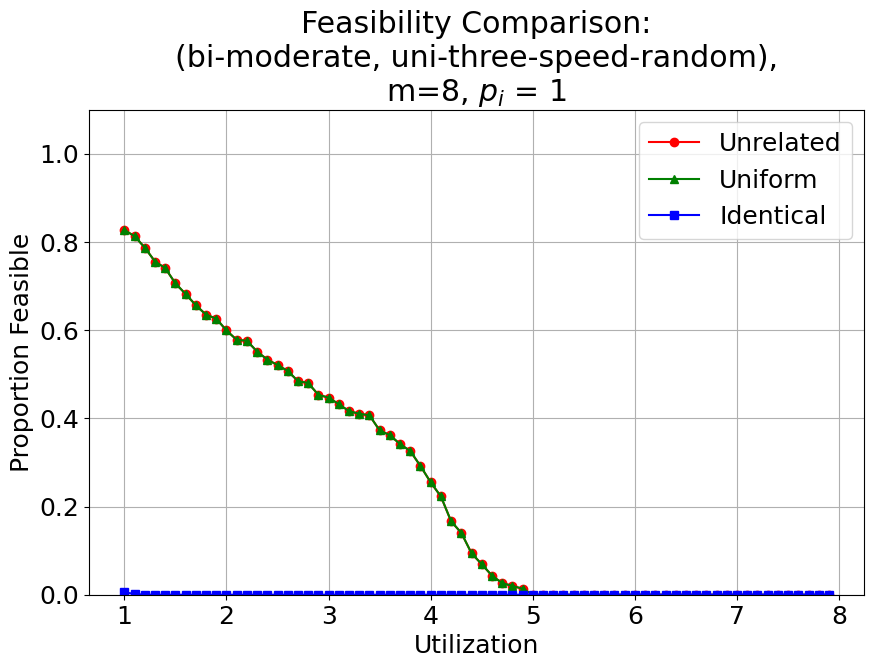 Feasibility Comparison:
(bi-moderate, uni-three-speed-random),
m=8, p_i = 1
Unrelated
Uniform
Identical
Proportion Feasible
1.0
0.8
0.6
0.4
0.2
0.0
1 2 3 4 5 6 7 8
Utilization